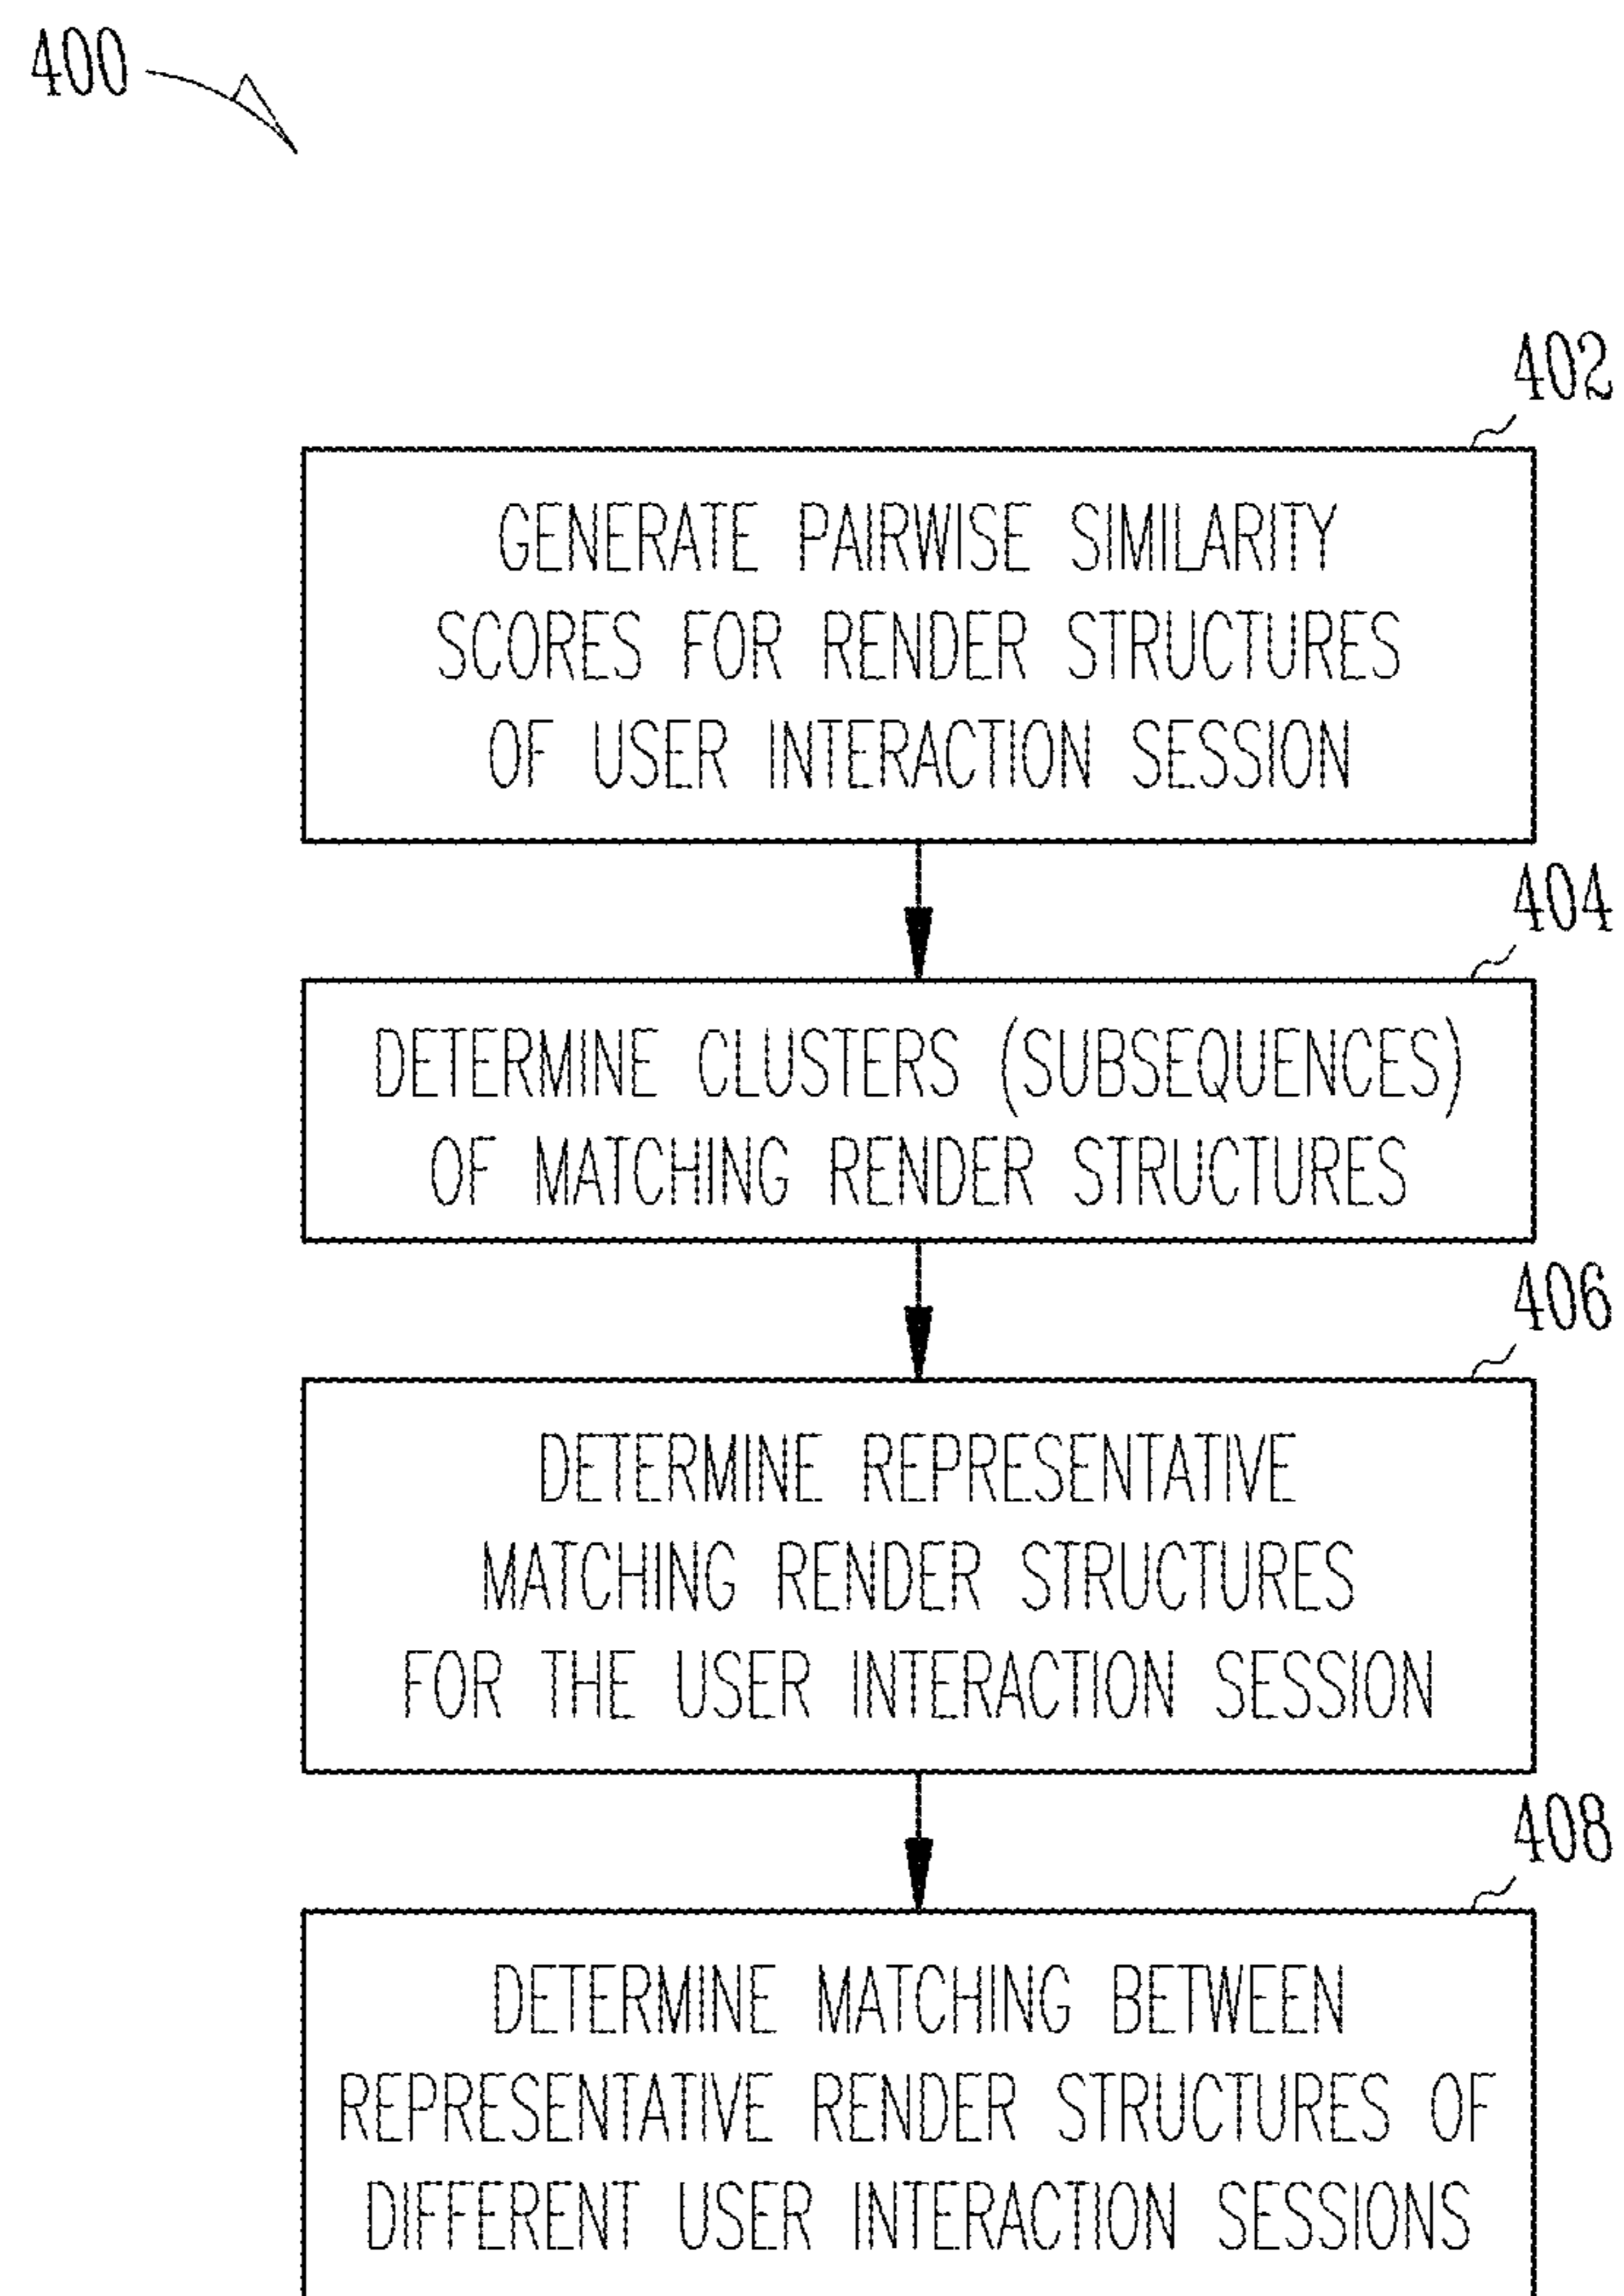 400
402
GENERATE PAIRWISE SIMILARITY
SCORES FOR RENDER STRUCTURES
OF USER INTERACTION SESSION
404
DETERMINE CLUSTERS (SUBSEQUENCES)
OF MATCHING RENDER STRUCTURES
406
DETERMINE REPRESENTATIVE
MATCHING RENDER STRUCTURES
FOR THE USER INTERACTION SESSION
408
DETERMINE MATCHING BETWEEN
REPRESENTATIVE RENDER STRUCTURES OF
DIFFERENT USER INTERACTION SESSIONS